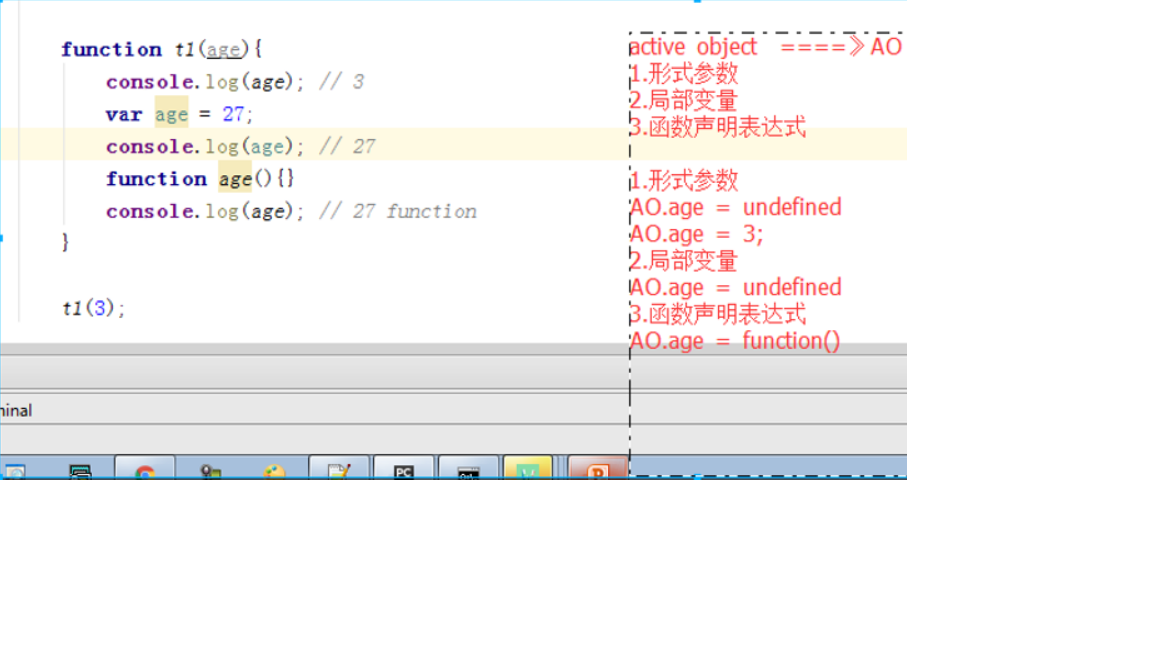 function t1(age){
console.log(age); // 3
var age = 27;
console.log(age); // 27
function age(){}
console.log(age); // 27 function
}
t1(3);
active object ====》AO
1.形式参数
2.局部变量
3.函数声明表达式
1.形式参数
AO.age = undefined
AO.age = 3;
2.局部变量
AO.age = undefined
3.函数声明表达式
AO.age = function()
minal
PC